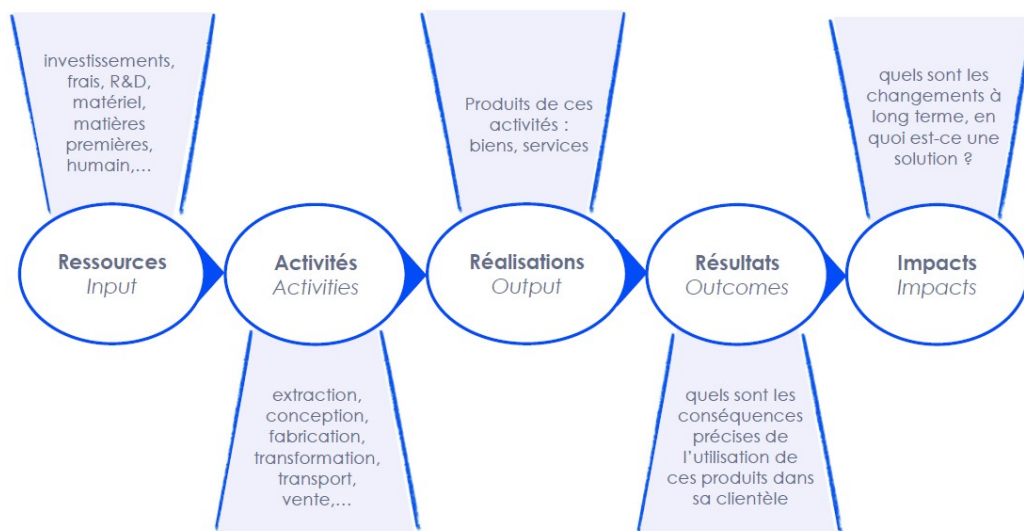 investissements,
frais, R&D,
matériel,
matières
premières,
humain,...
Produits de ces
activités :
biens, services
quels sont les
changements à
long terme, en
quoi est-ce une
solution ?
Ressources
Input
Activités
Activities
Réalisations
Output
Résultats
Outcomes
Impacts
Impacts
extraction,
conception,
fabrication,
transformation,
transport,
vente,...
quels sont les
conséquences
précises de
l'utilisation de
ces produits dans
sa clientèle